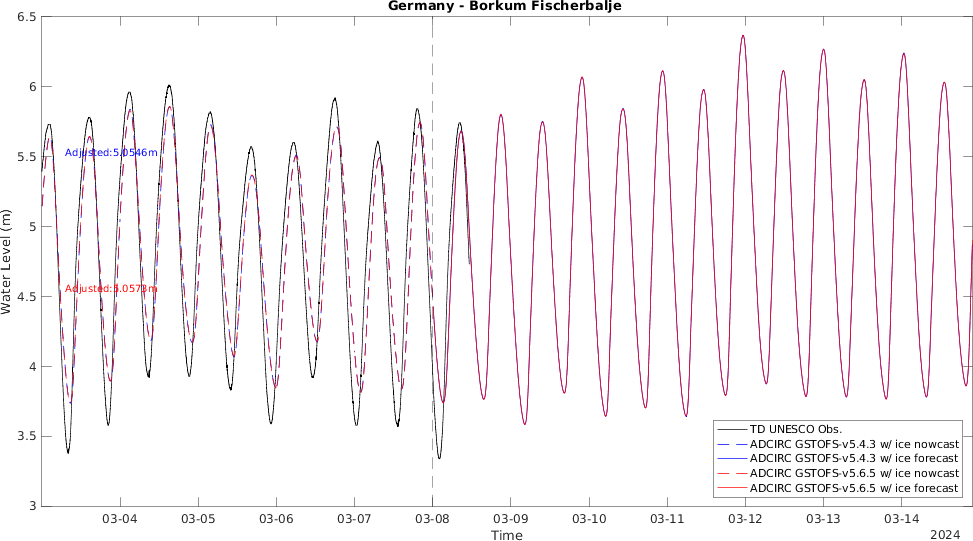 Germany - Borkum Fischerbalje
6.5
6
5.5
5
4.5
4
3.5
3
Water Level (m)
Adjusted:5.0546m
Adjusted:5.0573m
TD UNESCO Obs.
ADCIRC GSTOFS-v5.4.3 w/ ice nowcast
ADCIRC GSTOFS-v5.4.3 w/ ice forecast
ADCIRC GSTOFS-v5.6.5 w/ ice nowcast
ADCIRC GSTOFS-v5.6.5 w/ ice forecast
03-04 03-05 03-06 03-07 03-08 03-09 03-10 03-11 03-12 03-13 03-14
Time
2024